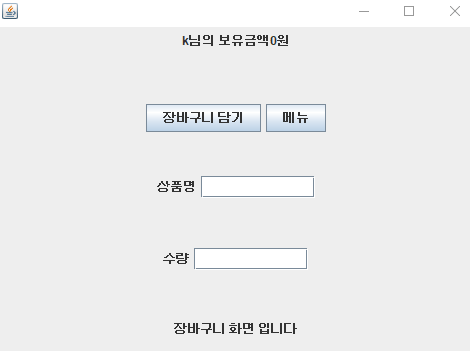 k님의 보유금액0원
장바구니 담기 메뉴
상품명
수량
장바구니 화면 입니다